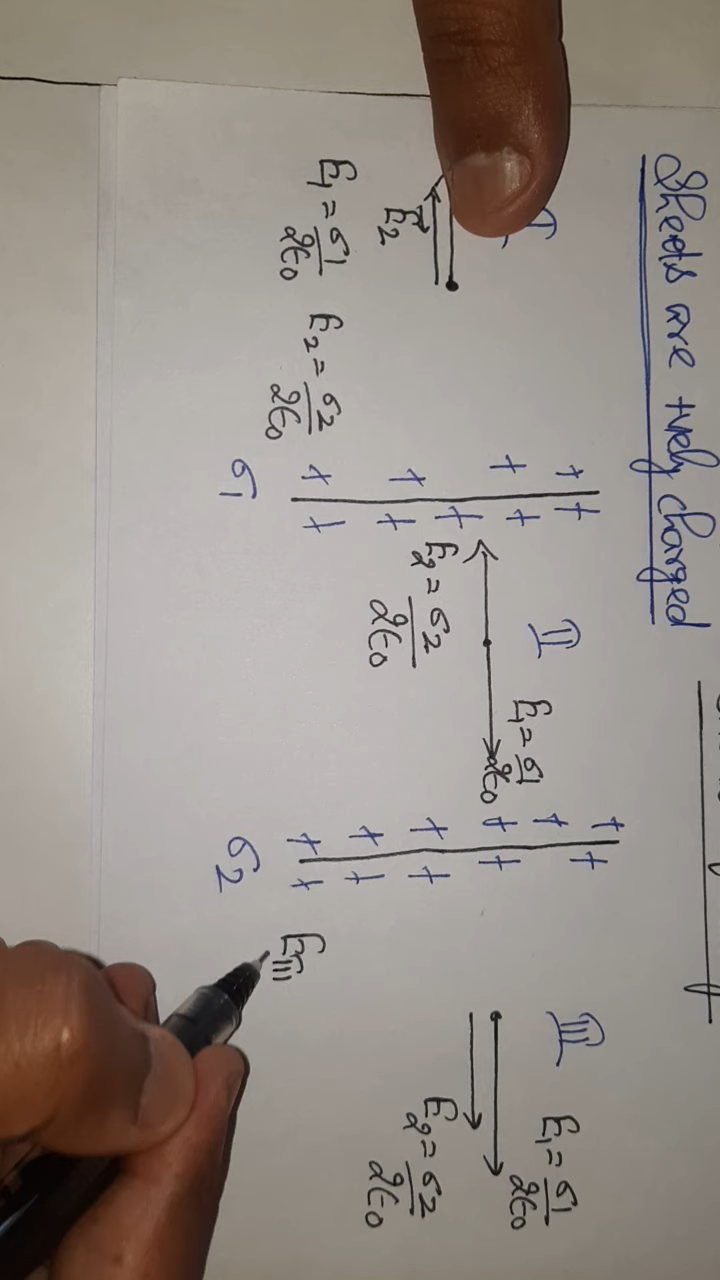 Sheets are +vely charged
I
E2
E1 = σ1/2ϵ0
E2 = σ2/2ϵ0
+ + + +
+ + + + +
σ1
II
E1 = σ1/2ϵ0
E2 = σ2/2ϵ0
+ + + + + +
+ + + + +
σ2
III
E1 = σ1/2ϵ0
E2 = σ2/2ϵ0
EIII